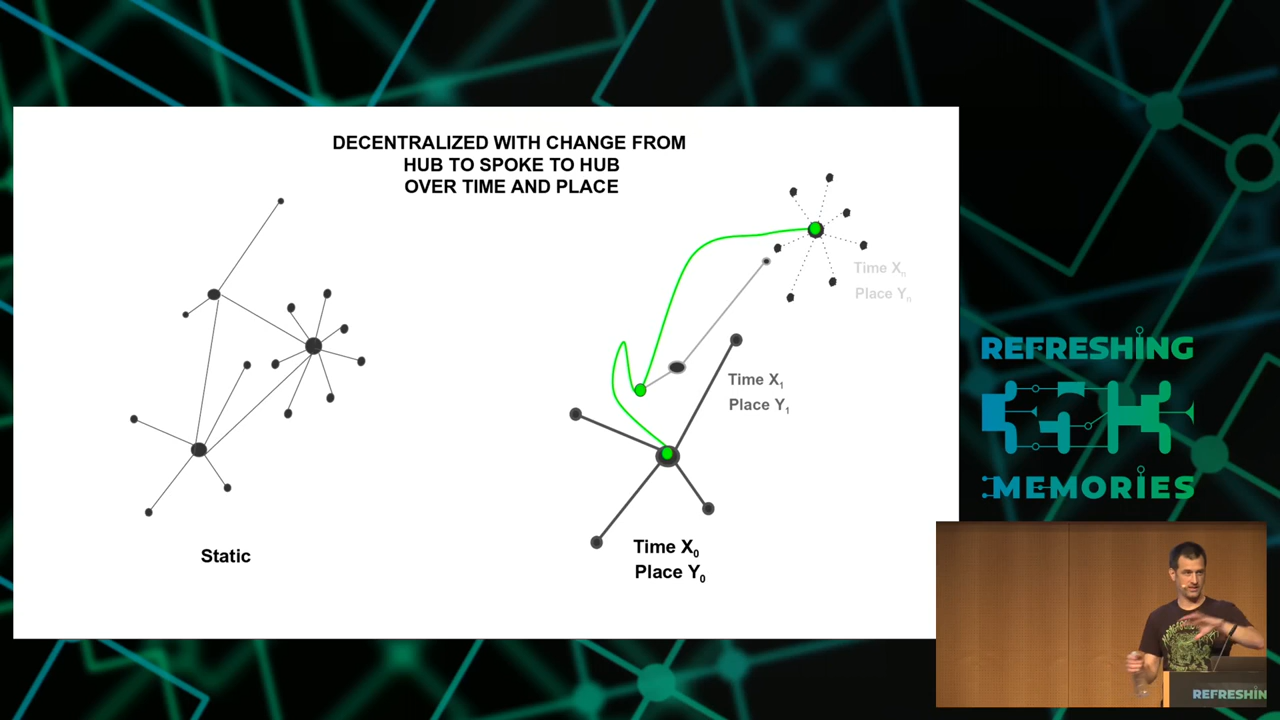 DECENTRALIZED WITH CHANGE FROM
HUB TO SPOKE TO HUB
OVER TIME AND PLACE
Time Xn
Place Yn
Time X1
Place Y1
Static
Time X0
Place Y0
REFRESHING
MEMORIES
REFRESHIN